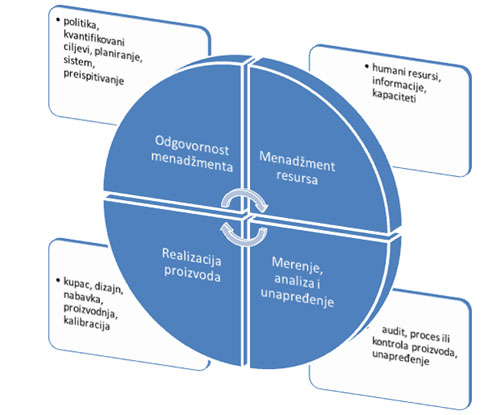 • politika,
kvantifikovani
ciljevi, planiranje,
sistem,
preispitivanje
• humani resursi,
informacije,
kapaciteti
Odgovornost
menadžmenta
Menadžment
resursa
Realizacija
proizvoda
Merenje,
analiza i
unapređenje
• kupac, dizajn,
nabavka,
proizvodnja,
kalibracija
audit, proces ili
kontrola proizvoda,
unapređenje